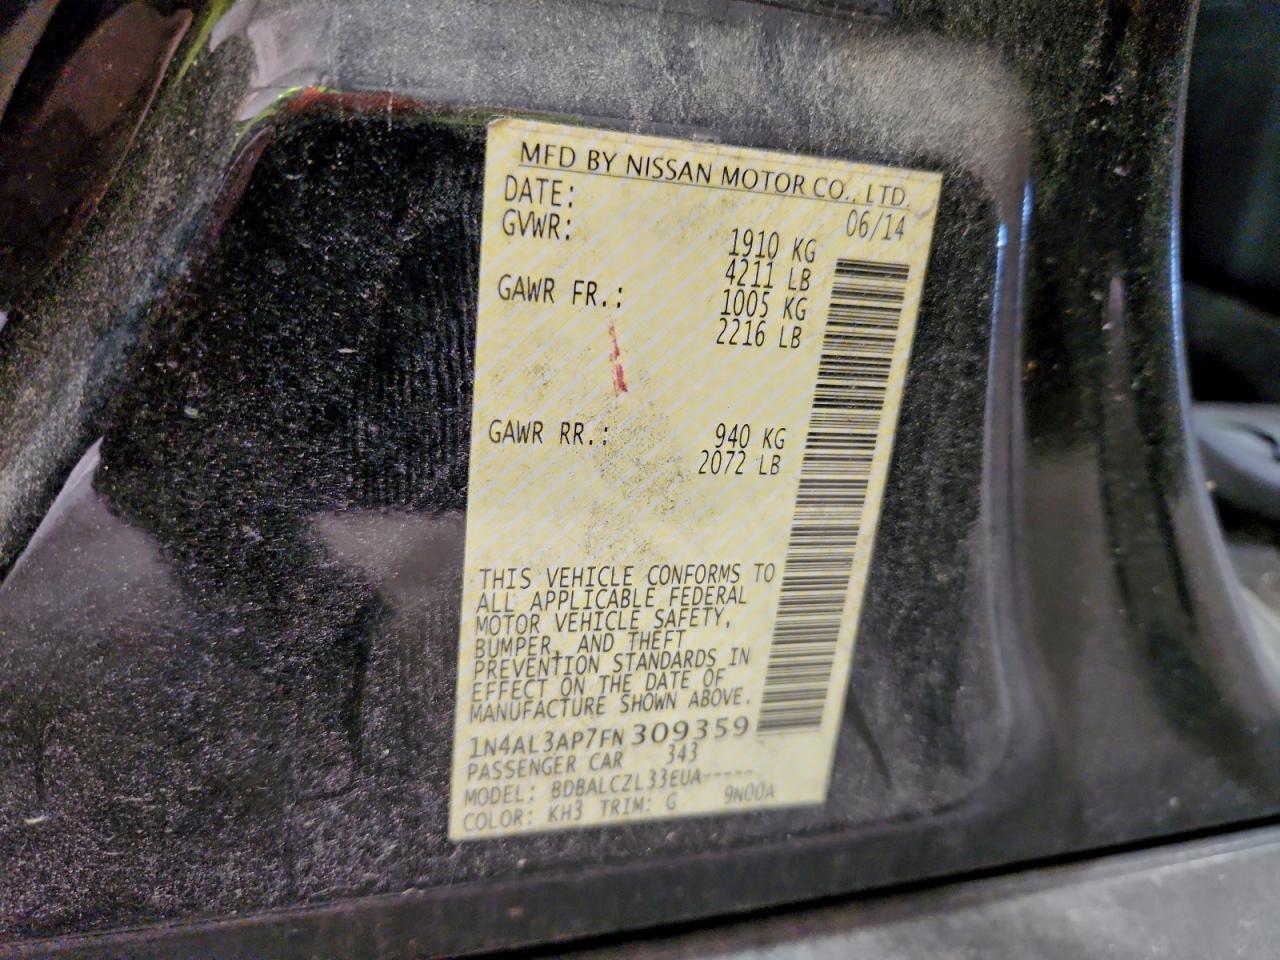 MFD BY NISSAN MOTOR CO., LTD.
DATE: 06/14
GVWR: 1910 KG
4211 LB
GAWR FR.: 1005 KG
2216 LB
GAWR RR.: 940 KG
2072 LB
THIS VEHICLE CONFORMS TO
ALL APPLICABLE FEDERAL
MOTOR VEHICLE SAFETY,
BUMPER, AND THEFT
PREVENTION STANDARDS IN
EFFECT ON THE DATE OF
MANUFACTURE SHOWN ABOVE.
1N4AL3AP7FN309359
PASSENGER CAR 343
MODEL: BDBALCZL33EUA-----
COLOR: KH3 TRIM: G 9N00A